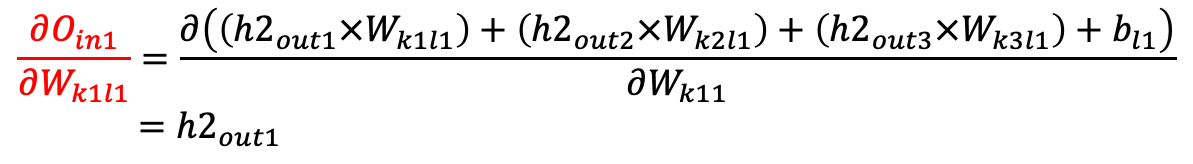 ∂O_in1/∂W_k1l1 = ∂((h2_out1×W_k1l1) + (h2_out2×W_k2l1) + (h2_out3×W_k3l1) + b_l1)/∂W_k11
= h2_out1